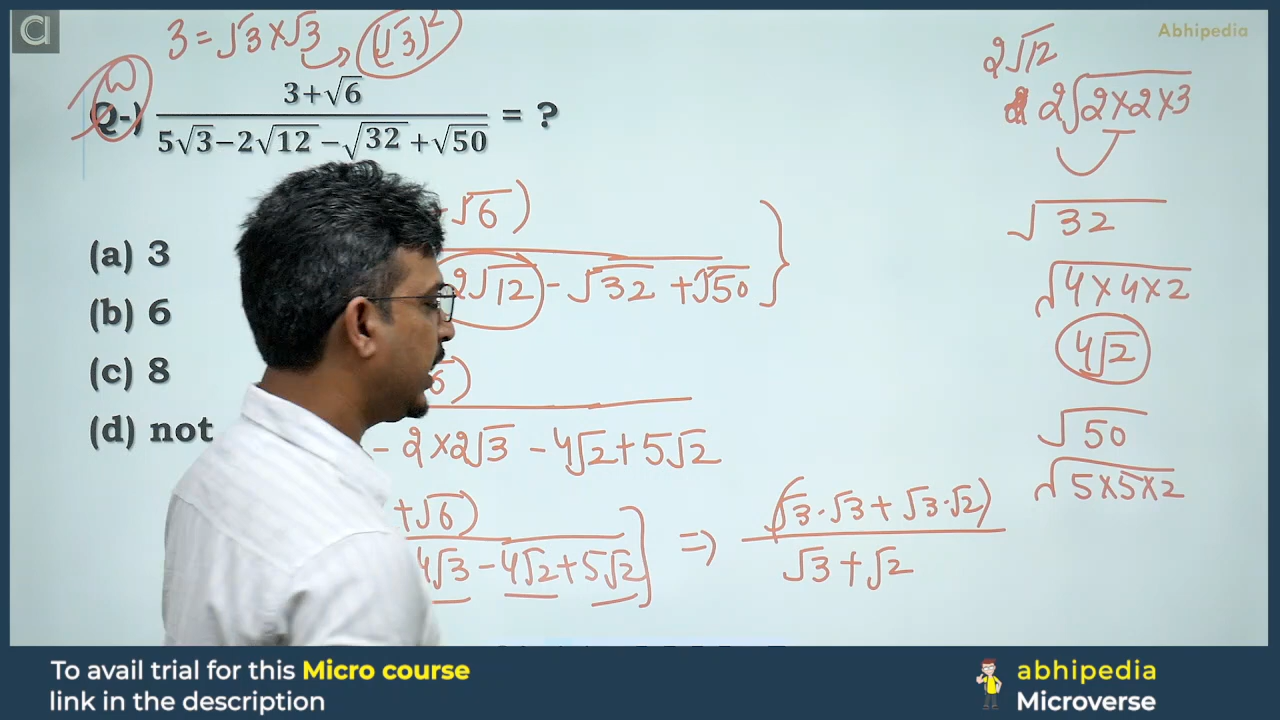 Abhipedia
3 = √3 × √3 (√3)²
Q-) 3+√6 / 5√3−2√12 −√32 +√50 = ?
2√12
2√2×2×3
√6)
2√12 - √32 + √50
√32
√4×4×2
4√2
(a) 3
(b) 6
(c) 8
(d) not
6)
- 2×2√3 - 4√2 + 5√2
√50
√5×5×2
+√6)
4√3 - 4√2 + 5√2
⇒ (√3·√3 + √3·√2) / √3 + √2
To avail trial for this Micro course
link in the description
abhipedia
Microverse